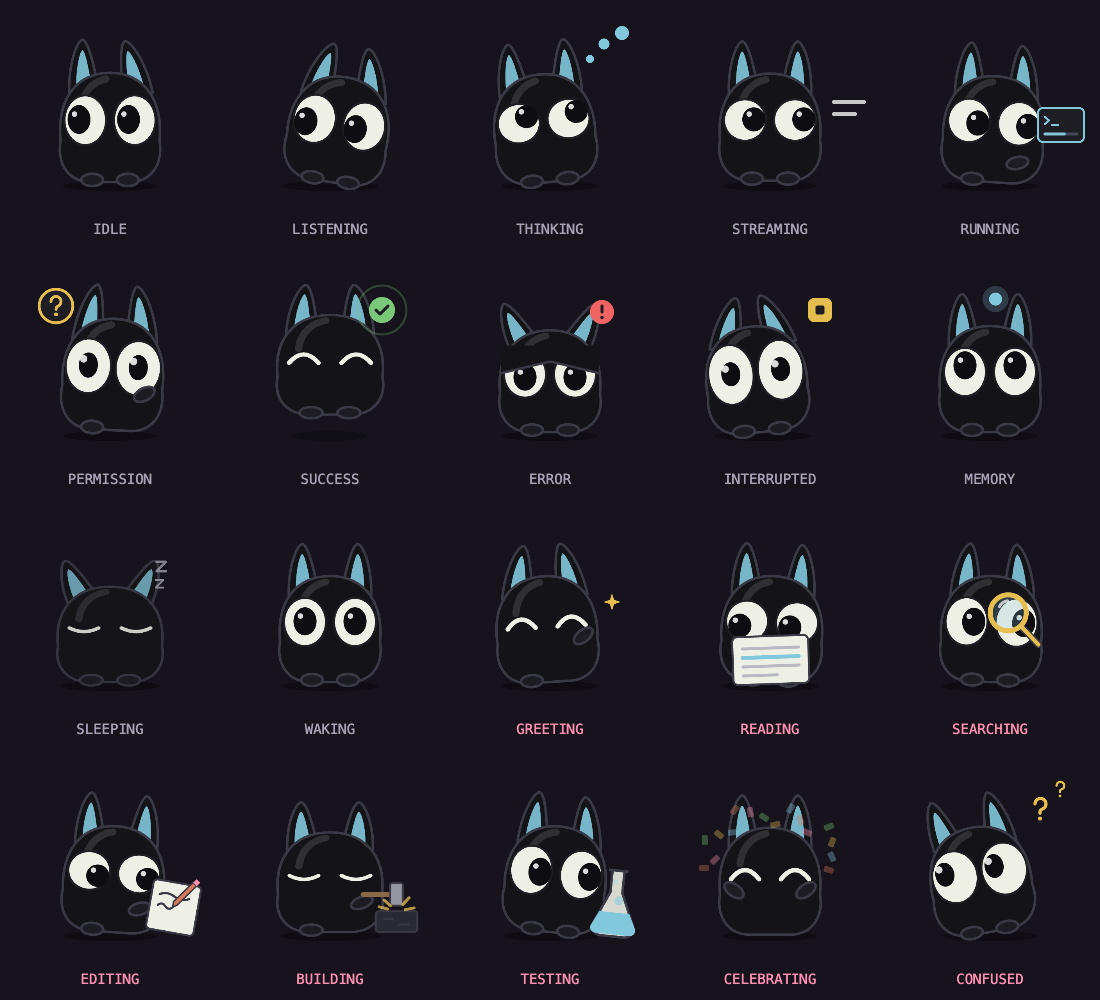 IDLE
LISTENING
THINKING
STREAMING
>_
RUNNING
?
PERMISSION
SUCCESS
!
ERROR
INTERRUPTED
MEMORY
Z
Z
SLEEPING
WAKING
GREETING
READING
SEARCHING
EDITING
BUILDING
TESTING
CELEBRATING
? ?
CONFUSED